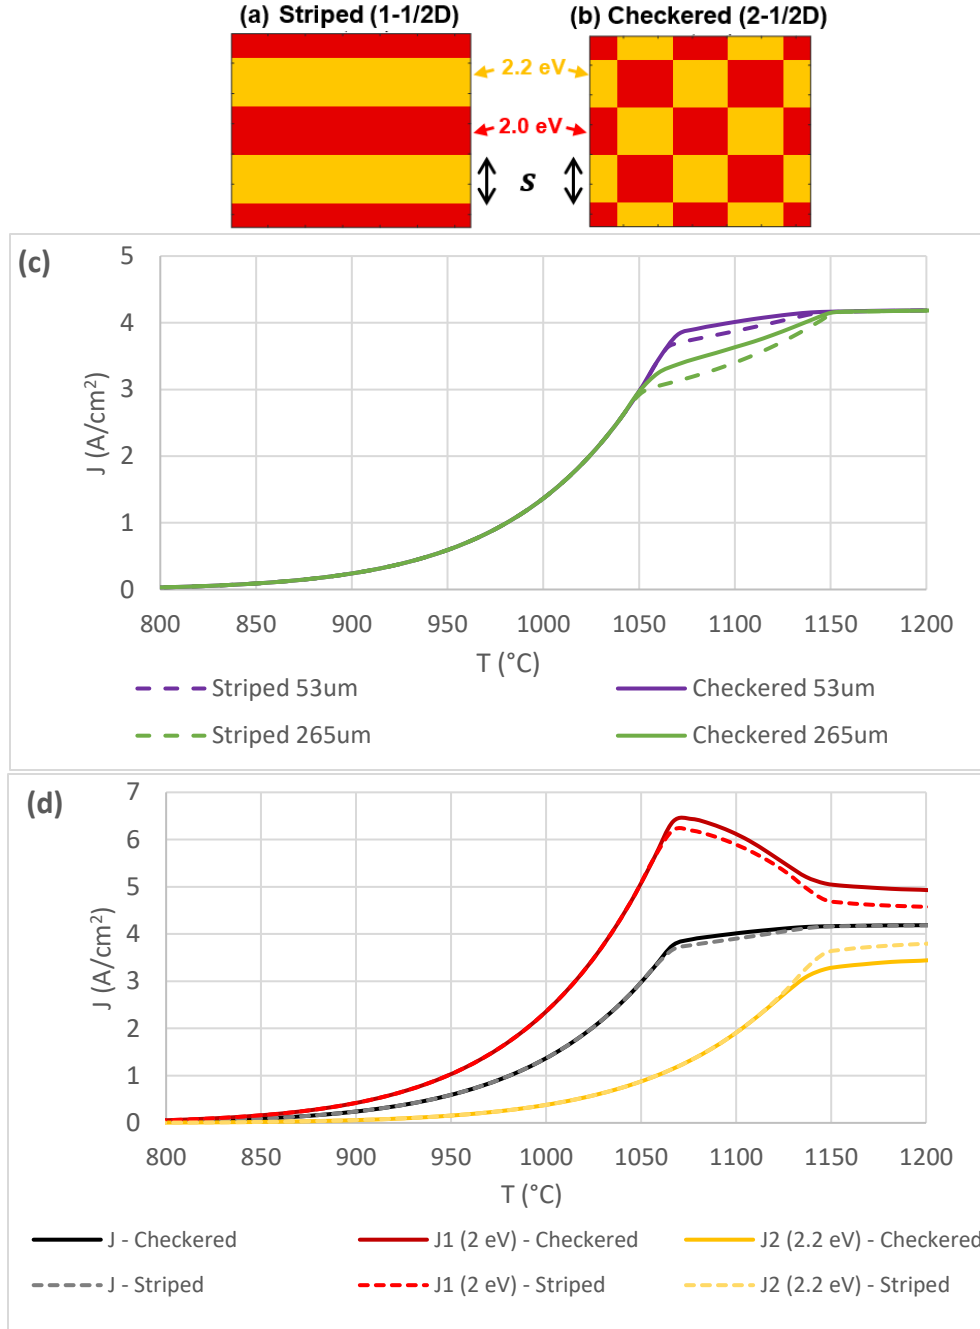 (a) Striped (1-1/2D)
(b) Checkered (2-1/2D)
2.2 eV
2.0 eV
s
(c)
J (A/cm²)
5
4
3
2
1
0
800 850 900 950 1000 1050 1100 1150 1200
T (°C)
Striped 53um
Checkered 53um
Striped 265um
Checkered 265um
(d)
J (A/cm²)
7
6
5
4
3
2
1
0
800 850 900 950 1000 1050 1100 1150 1200
T (°C)
J - Checkered
J1 (2 eV) - Checkered
J2 (2.2 eV) - Checkered
J - Striped
J1 (2 eV) - Striped
J2 (2.2 eV) - Striped